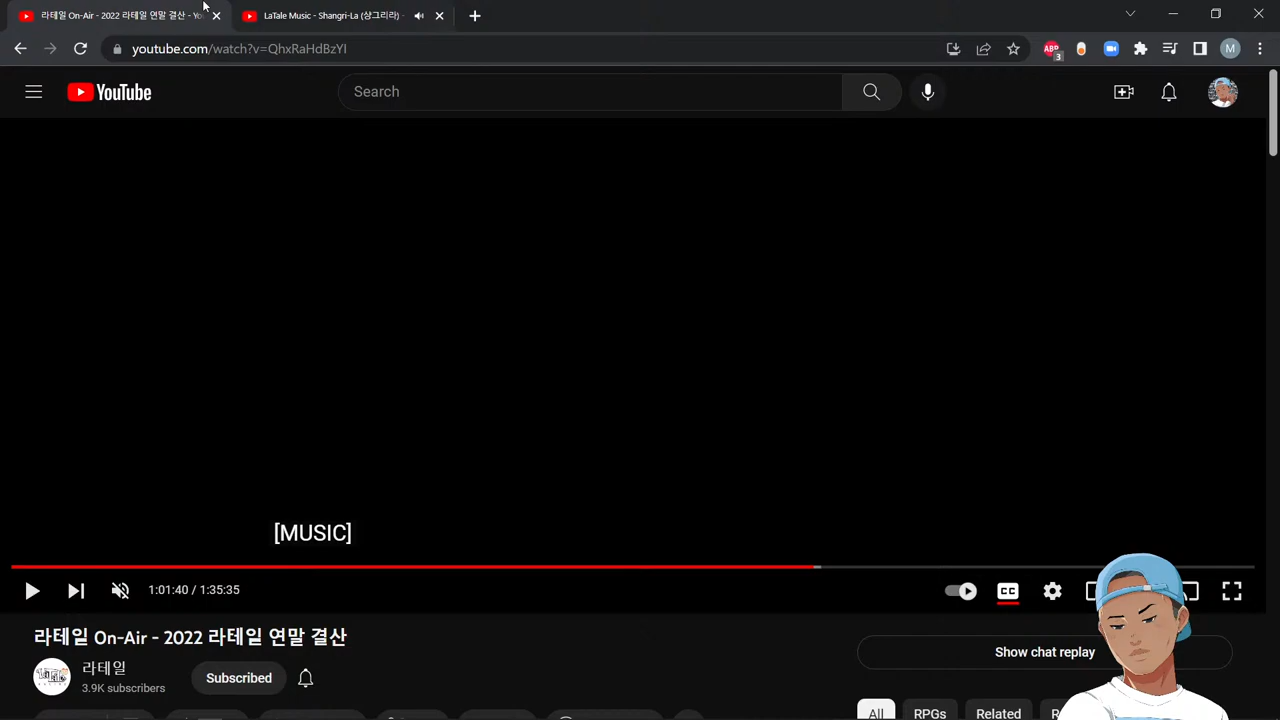 라테일 On-Air - 2022 라테일 연말 결산 - Yo
LaTale Music - Shangri-La (샹그리라) -
youtube.com/watch?v=QhxRaHdBzYI
ABP
3
M
YouTube
Search
[MUSIC]
1:01:40 / 1:35:35
CC
라테일 On-Air - 2022 라테일 연말 결산
라테일
3.9K subscribers
Subscribed
Show chat replay
All
RPGs
Related